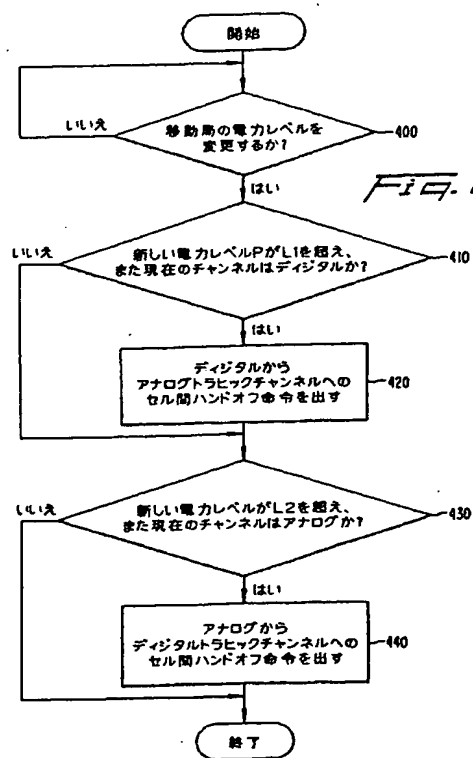 開始
いいえ
移動局の電力レベルを
変更するか?
400
はい
Fig.
新しい電力レベルPがL1を超え、
また現在のチャンネルはディジタルか?
410
いいえ
はい
ディジタルから
アナログトラヒックチャンネルへの
セル間ハンドオフ命令を出す
420
いいえ
新しい電力レベルがL2を超え、
また現在のチャンネルはアナログか?
430
はい
アナログから
ディジタルトラヒックチャンネルへの
セル間ハンドオフ命令を出す
440
終了